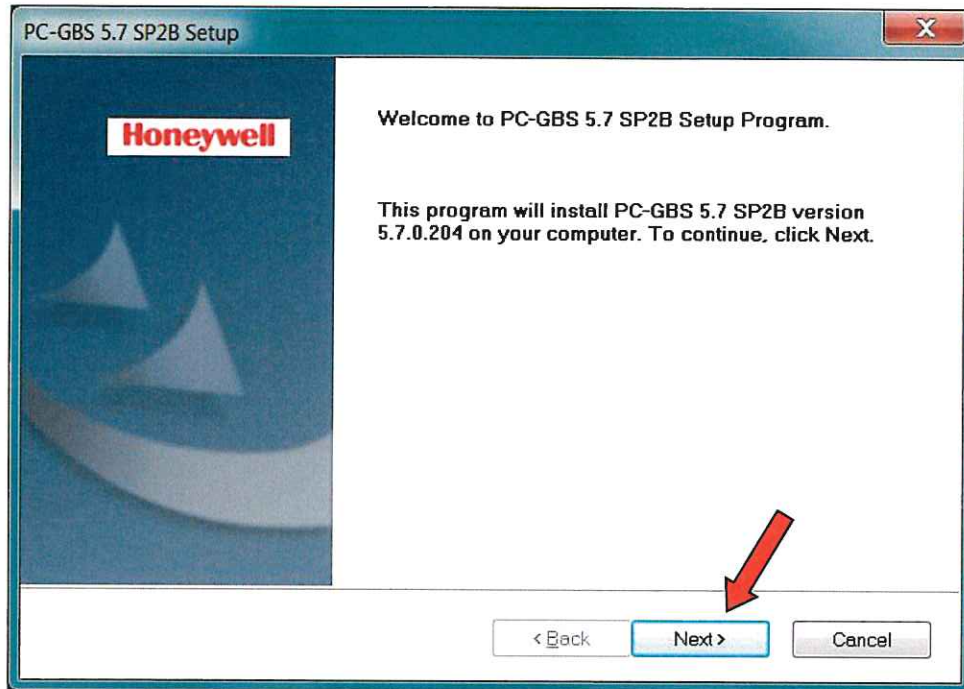 PC-GBS 5.7 SP2B Setup
X
Honeywell
Welcome to PC-GBS 5.7 SP2B Setup Program.
This program will install PC-GBS 5.7 SP2B version
5.7.0.204 on your computer. To continue, click Next.
< Back
Next >
Cancel